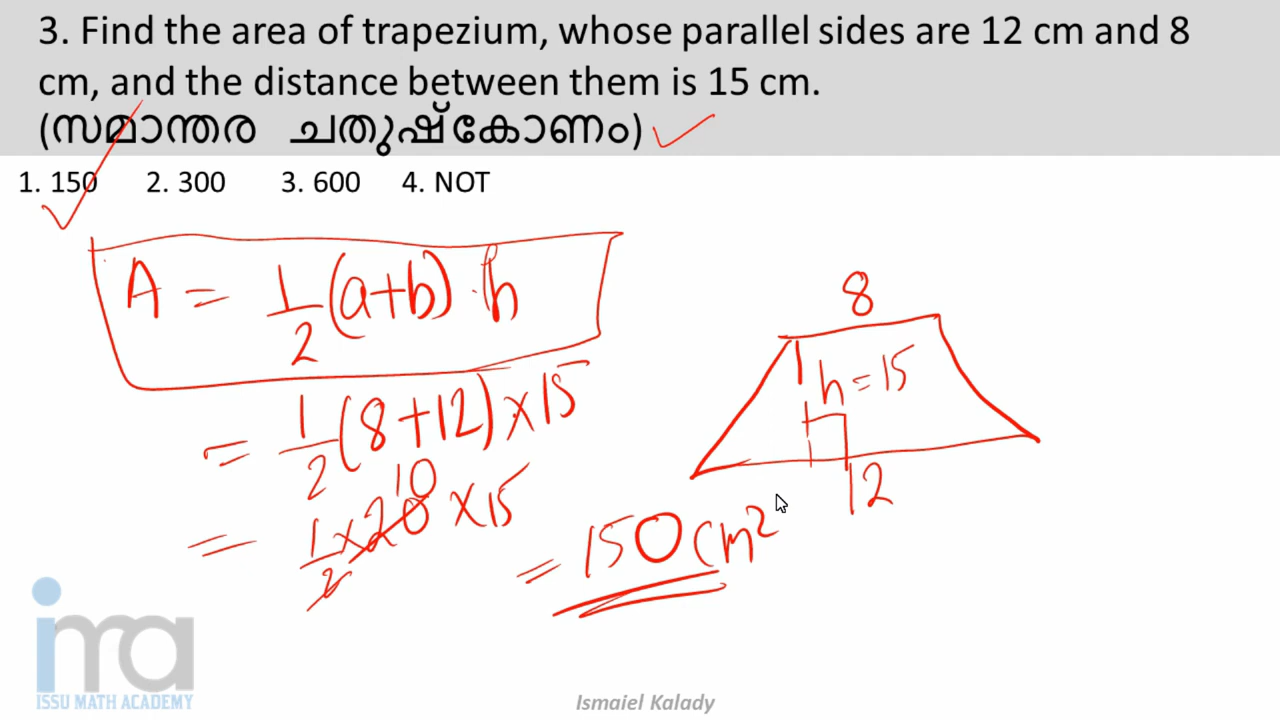 3. Find the area of trapezium, whose parallel sides are 12 cm and 8
cm, and the distance between them is 15 cm.
(സമാന്തര ചതുഷ്കോണം)
1. 150 2. 300 3. 600 4. NOT
A = 1/2 (a+b) · h
= 1/2 (8+12) × 15
= 1/2 × 20 × 15
10
= 150 cm²
8
h = 15
12
ima
ISSU MATH ACADEMY
Ismaiel Kalady